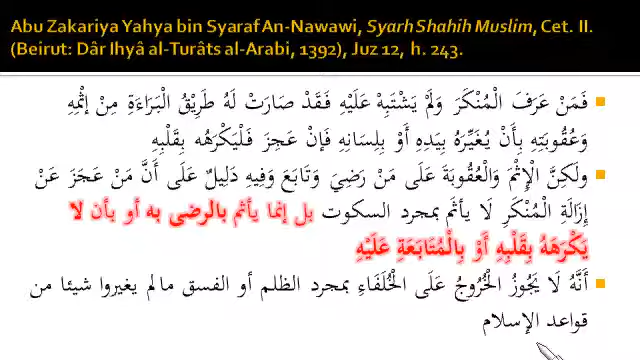 Abu Zakariya Yahya bin Syaraf An-Nawawi, Syarh Shahih Muslim, Cet. II.
(Beirut: Dâr Ihyâ al-Turâts al-Arabi, 1392), Juz 12, h. 243.
فَمَنْ عَرَفَ الْمُنْكَرَ وَلَمْ يَشْتَبِهْ عَلَيْهِ فَقَدْ صَارَتْ لَهُ طَرِيْقُ الْبَرَاءَةِ مِنْ إِثْمِهِ
وَعُقُوبَتِهِ بِأَنْ يُغَيِّرَهُ بِيَدِهِ أَوْ بِلِسَانِهِ فَإِنْ عَجِزَ فَلْيَكْرَهْهُ بِقَلْبِهِ
ولَكِنَّ الْإِثْمَ وَالْعُقُوبَةَ عَلَى مَنْ رَضِيَ وَتَابَعَ وَفِيهِ دَلِيلٌ عَلَى أَنَّ مَنْ عَجَزَ عَنْ
إِزَالَةِ الْمُنْكَرِ لَا يَأْثَمُ بمجرد السكوت بل إنما يأثم بالرضى به أو بأن لا
يَكْرَهَهُ بِقَلْبِهِ أَوْ بِالْمُتَابَعَةِ عَلَيْهِ
أَنَّهُ لَا يَجُوزُ الْخُرُوجُ عَلَى الْخُلَفَاءِ بمجرد الظلم أو الفسق مالم يغيروا شيئا من
قواعد الإسلام